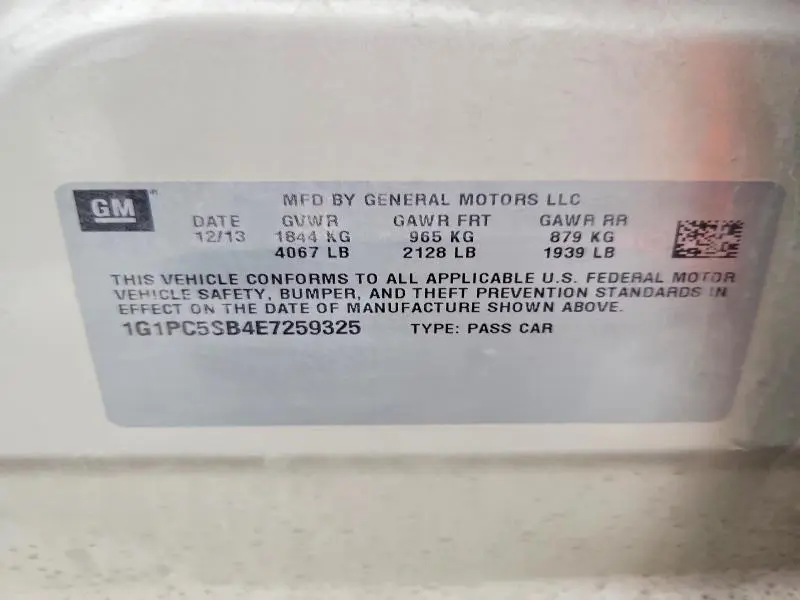 GM
MFD BY GENERAL MOTORS LLC
DATE GVWR GAWR FRT GAWR RR
12/13 1844 KG 965 KG 879 KG
4067 LB 2128 LB 1939 LB
THIS VEHICLE CONFORMS TO ALL APPLICABLE U.S. FEDERAL MOTOR
VEHICLE SAFETY, BUMPER, AND THEFT PREVENTION STANDARDS IN
EFFECT ON THE DATE OF MANUFACTURE SHOWN ABOVE.
1G1PC5SB4E7259325 TYPE: PASS CAR